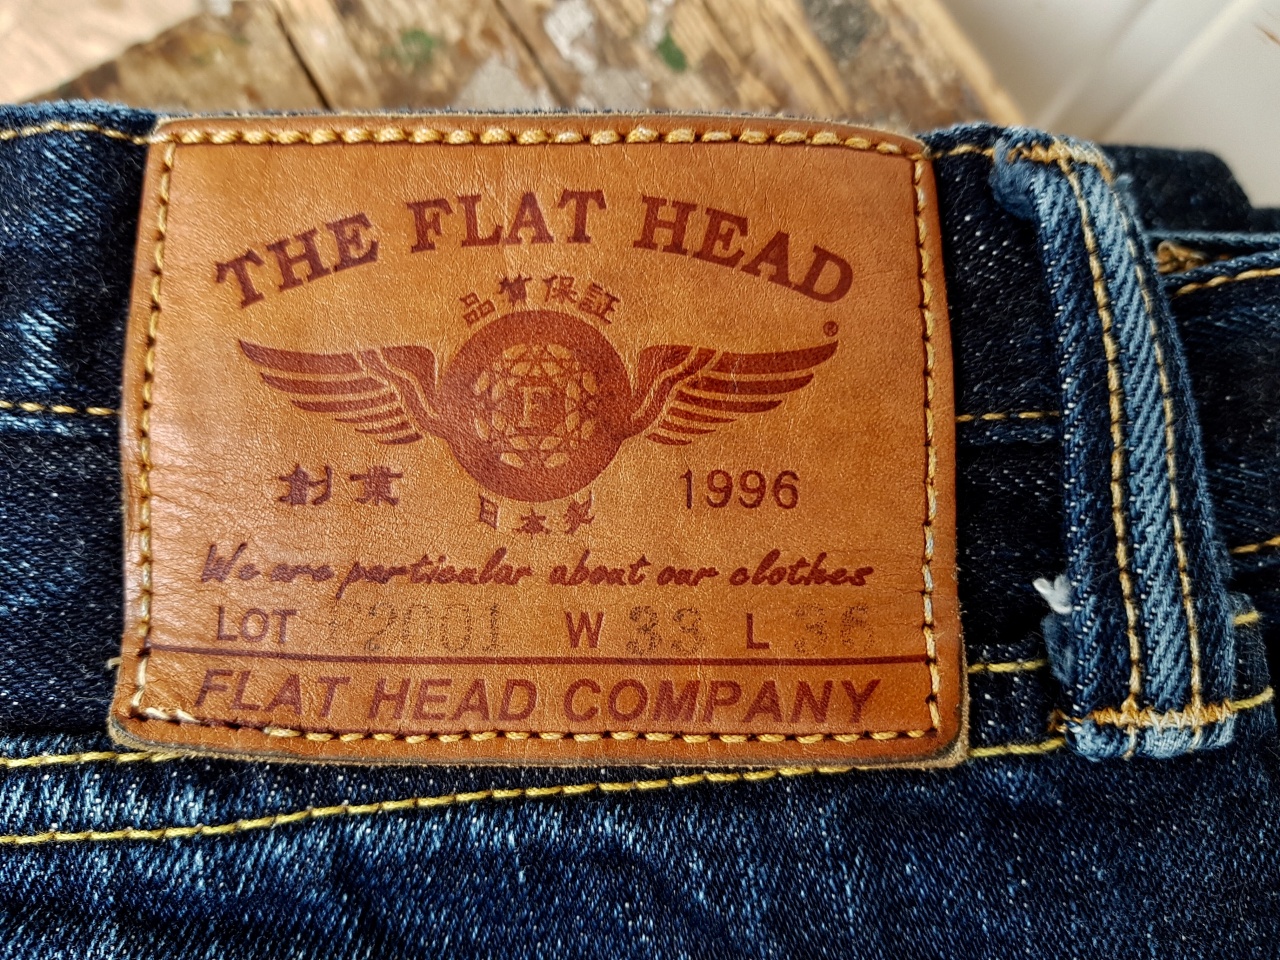 THE FLAT HEAD
品質保証
®
F
創業 1996
日本製
We are particular about our clothes
LOT W 33 L 36
FLAT HEAD COMPANY